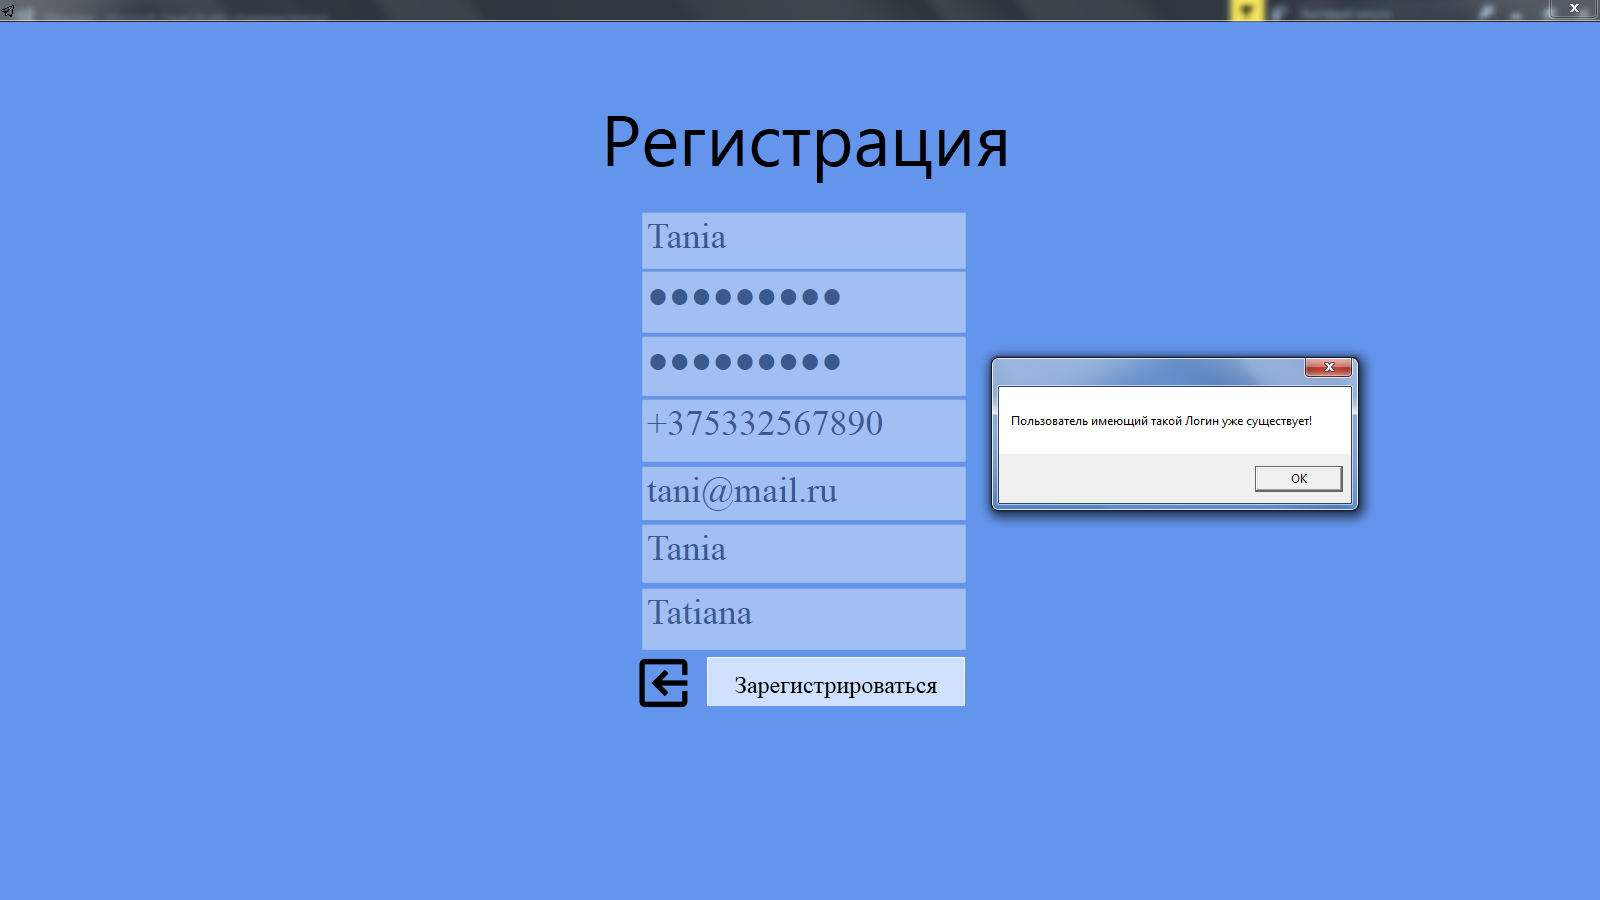 Регистрация
Tania
●●●●●●●●●
●●●●●●●●●
+375332567890
tani@mail.ru
Tania
Tatiana
Зарегистрироваться
Пользователь имеющий такой Логин уже существует!
OK